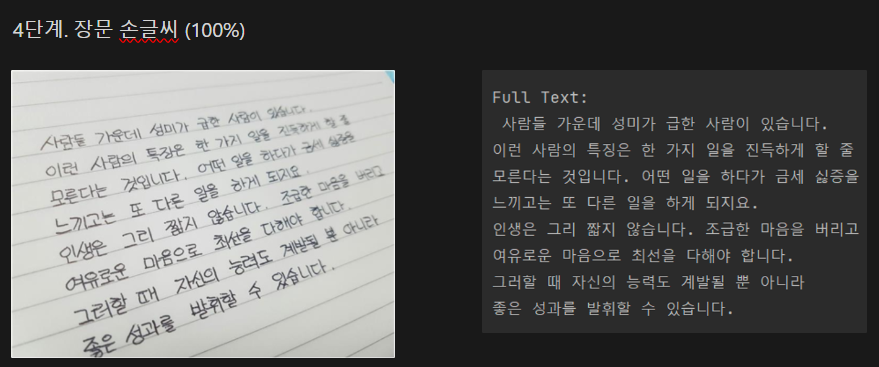 4단계. 장문 손글씨 (100%)
사람들 가운데 성미가 급한 사람이 있습니다.
이런 사람의 특징은 한 가지 일을 진득하게 할 줄
모른다는 것입니다. 어떤 일을 하다가 금세 싫증을
느끼고는 또 다른 일을 하게 되지요.
인생은 그리 짧지 않습니다. 조급한 마음을 버리고
여유로운 마음으로 최선을 다해야 합니다.
그러할 때 자신의 능력도 계발될 뿐 아니라
좋은 성과를 발휘할 수 있습니다.
Full Text:
사람들 가운데 성미가 급한 사람이 있습니다.
이런 사람의 특징은 한 가지 일을 진득하게 할 줄
모른다는 것입니다. 어떤 일을 하다가 금세 싫증을
느끼고는 또 다른 일을 하게 되지요.
인생은 그리 짧지 않습니다. 조급한 마음을 버리고
여유로운 마음으로 최선을 다해야 합니다.
그러할 때 자신의 능력도 계발될 뿐 아니라
좋은 성과를 발휘할 수 있습니다.